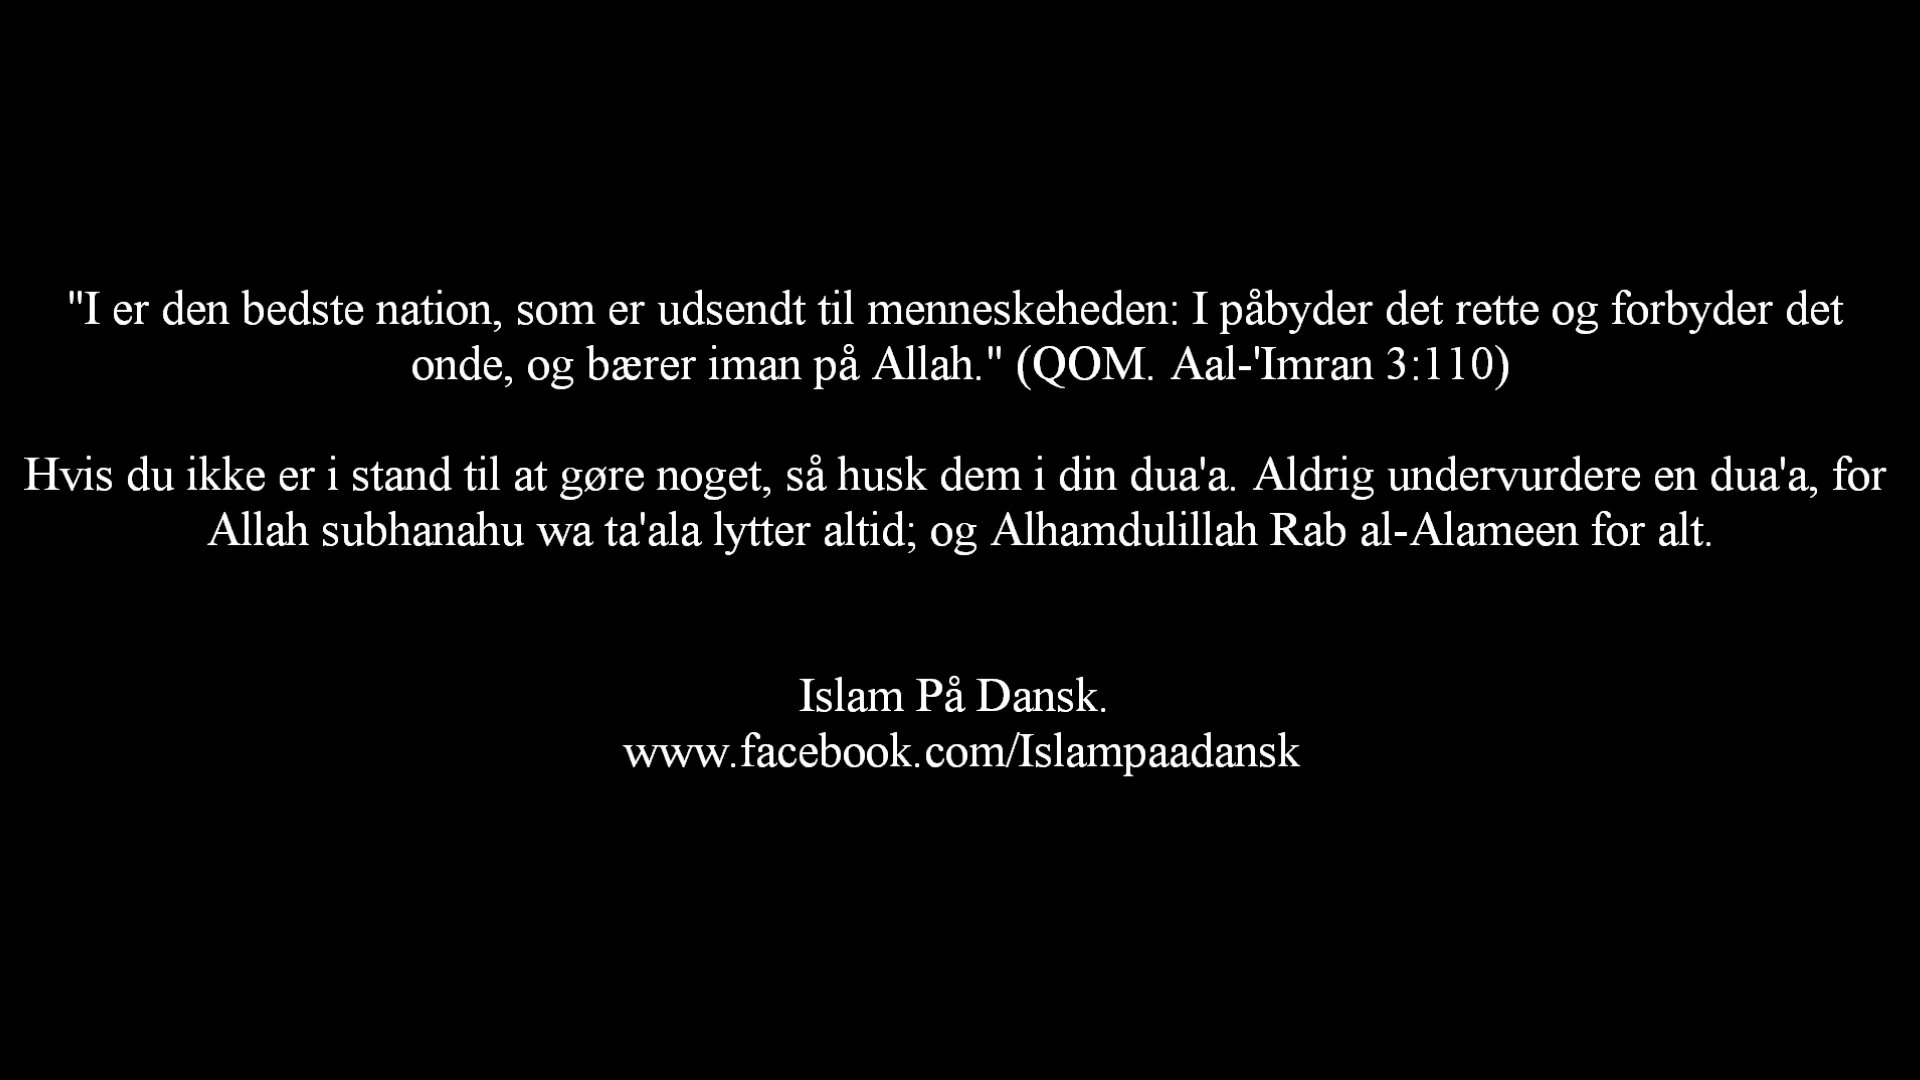 "I er den bedste nation, som er udsendt til menneskeheden: I påbyder det rette og forbyder det
onde, og bærer iman på Allah." (QOM. Aal-'Imran 3:110)
Hvis du ikke er i stand til at gøre noget, så husk dem i din dua'a. Aldrig undervurdere en dua'a, for
Allah subhanahu wa ta'ala lytter altid; og Alhamdulillah Rab al-Alameen for alt.
Islam På Dansk.
www.facebook.com/Islampaadansk